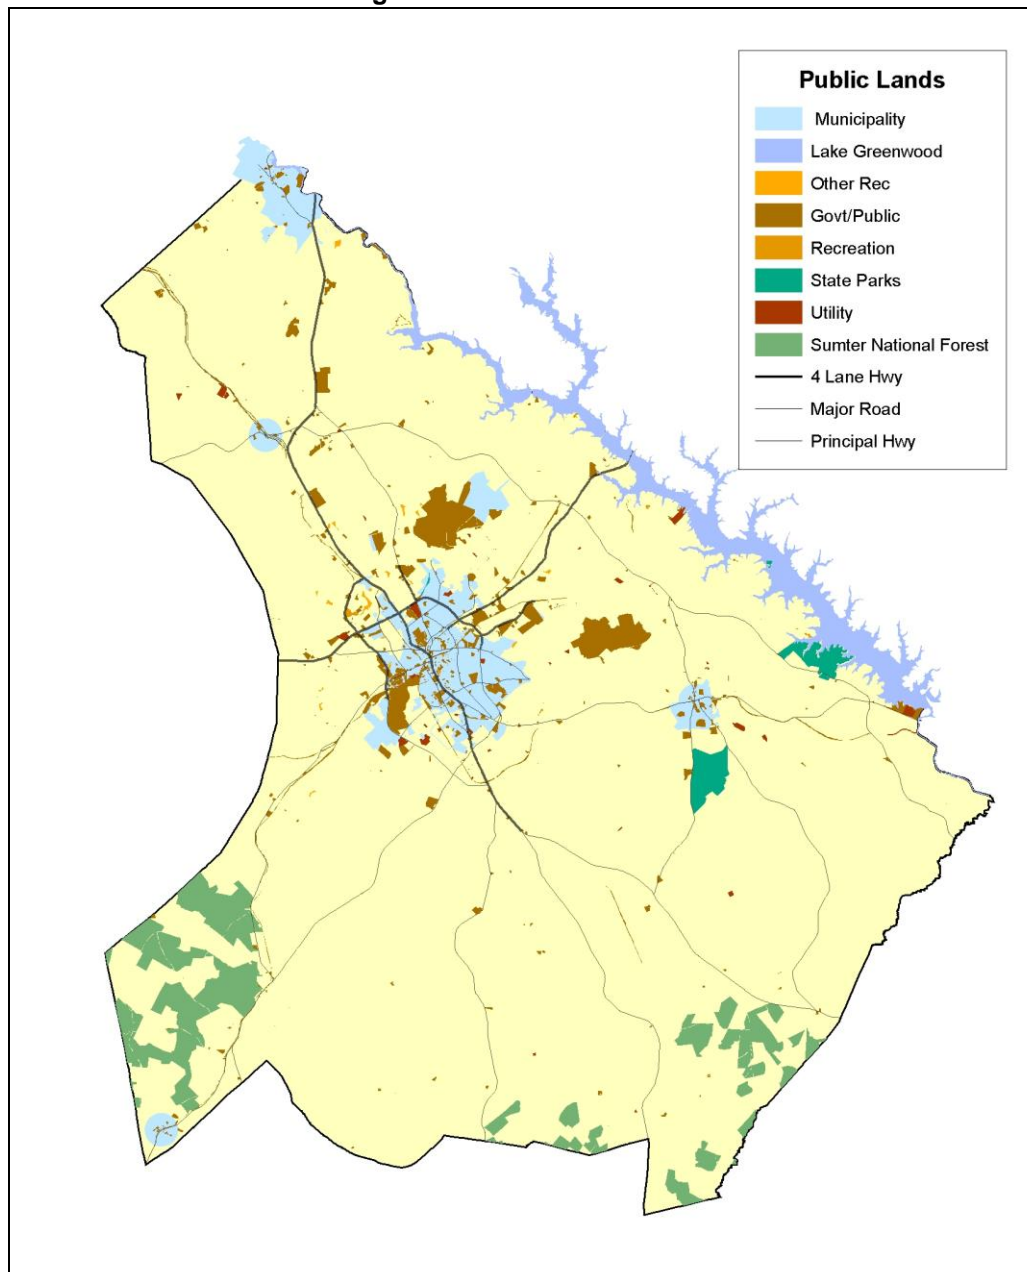 Public Lands
Municipality
Lake Greenwood
Other Rec
Govt/Public
Recreation
State Parks
Utility
Sumter National Forest
4 Lane Hwy
Major Road
Principal Hwy